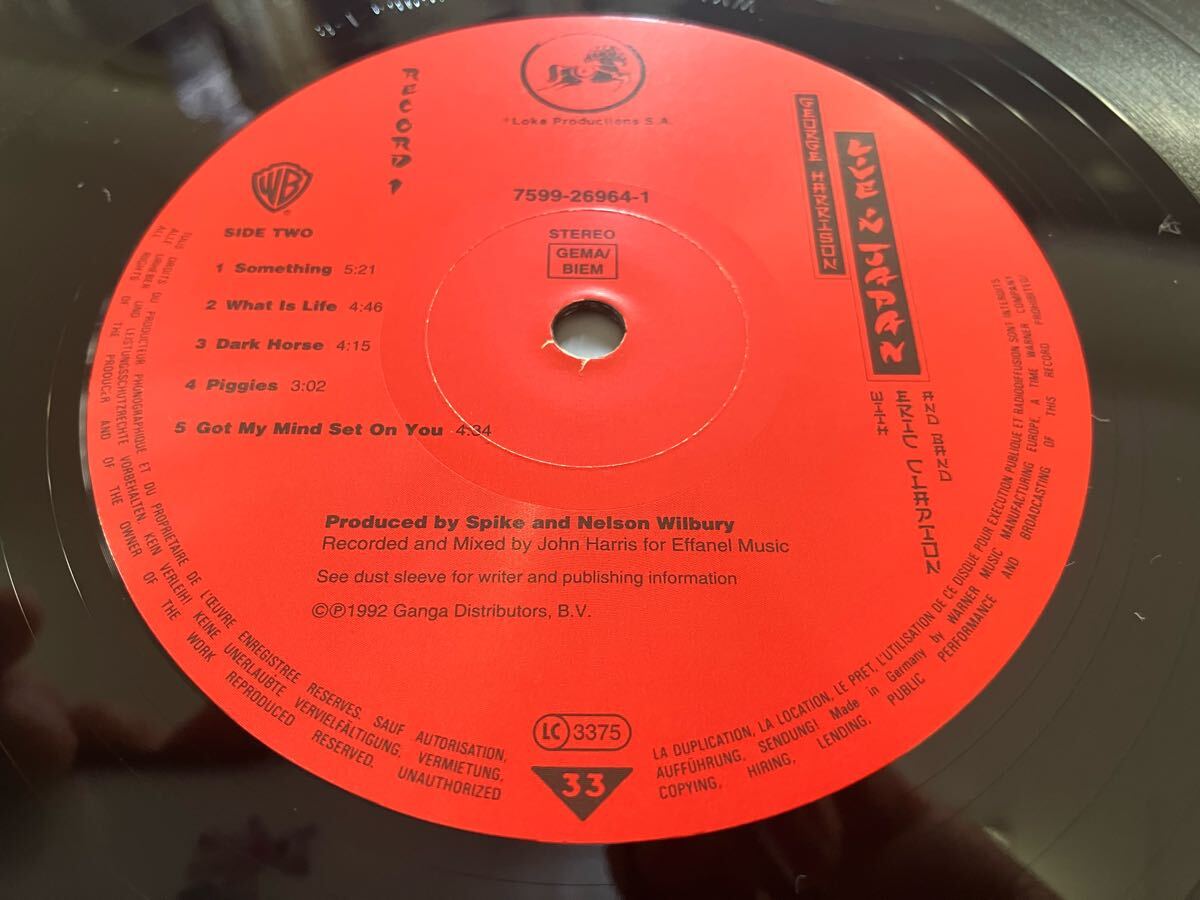 RECORD 1
*Loka Productions S.A.
GEORGE HARRISON
LIVE IN JAPAN
WITH
ERIC CLAPTON
AND BAND
WB
7599-26964-1
SIDE TWO
STEREO
GEMA/
BIEM
1 Something 5:21
2 What Is Life 4:46
3 Dark Horse 4:15
4 Piggies 3:02
5 Got My Mind Set On You 4:34
Produced by Spike and Nelson Wilbury
Recorded and Mixed by John Harris for Effanel Music
See dust sleeve for writer and publishing information
©℗1992 Ganga Distributors, B.V.
LC 3375
33
DROITS DU PRODUCTEUR PHONOGRAPHIQUE ET DU PROPRIETAIRE DE L'ŒUVRE ENREGISTREE RESERVES. SAUF AUTORISATION,
LA DUPLICATION, LA LOCATION, LE PRET, L'UTILISATION DE CE DISQUE POUR EXECUTION PUBLIQUE ET RADIODIFFUSION SONT INTERDITS
ALLE URHEBER UND LEISTUNGSSCHUTZRECHTE VORBEHALTEN KEIN VERLEIH! KEINE UNERLAUBTE VERVIELFÄLTIGUNG, VERMIETUNG,
AUFFÜHRUNG, SENDUNG! Made in Germany by WARNER MUSIC MANUFACTURING EUROPE, A TIME WARNER COMPANY
ALL RIGHTS OF THE PRODUCER AND OF THE OWNER OF THE WORK REPRODUCED RESERVED. UNAUTHORIZED
COPYING, HIRING, LENDING, PUBLIC PERFORMANCE AND BROADCASTING OF THIS RECORD PROHIBITED